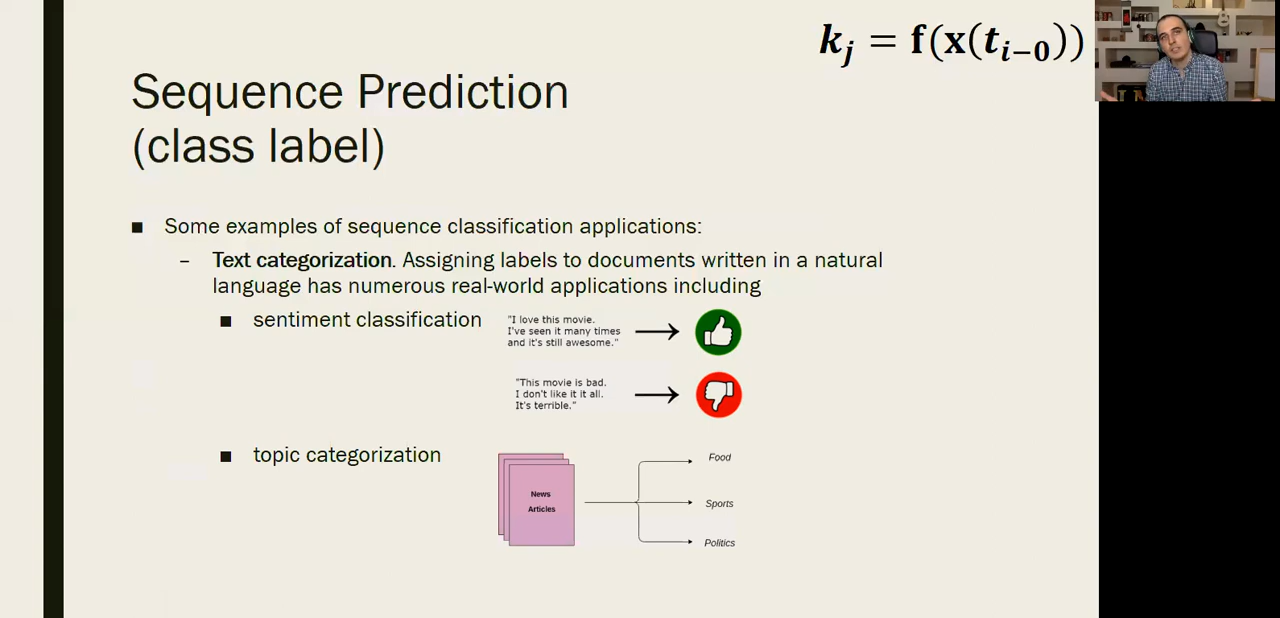 k_j = f(x(t_{i−0}))
Sequence Prediction
(class label)
■ Some examples of sequence classification applications:
– Text categorization. Assigning labels to documents written in a natural
language has numerous real-world applications including
■ sentiment classification
"I love this movie.
I've seen it many times
and it's still awesome."
"This movie is bad.
I don't like it it all.
It's terrible."
■ topic categorization
News
Articles
Food
Sports
Politics